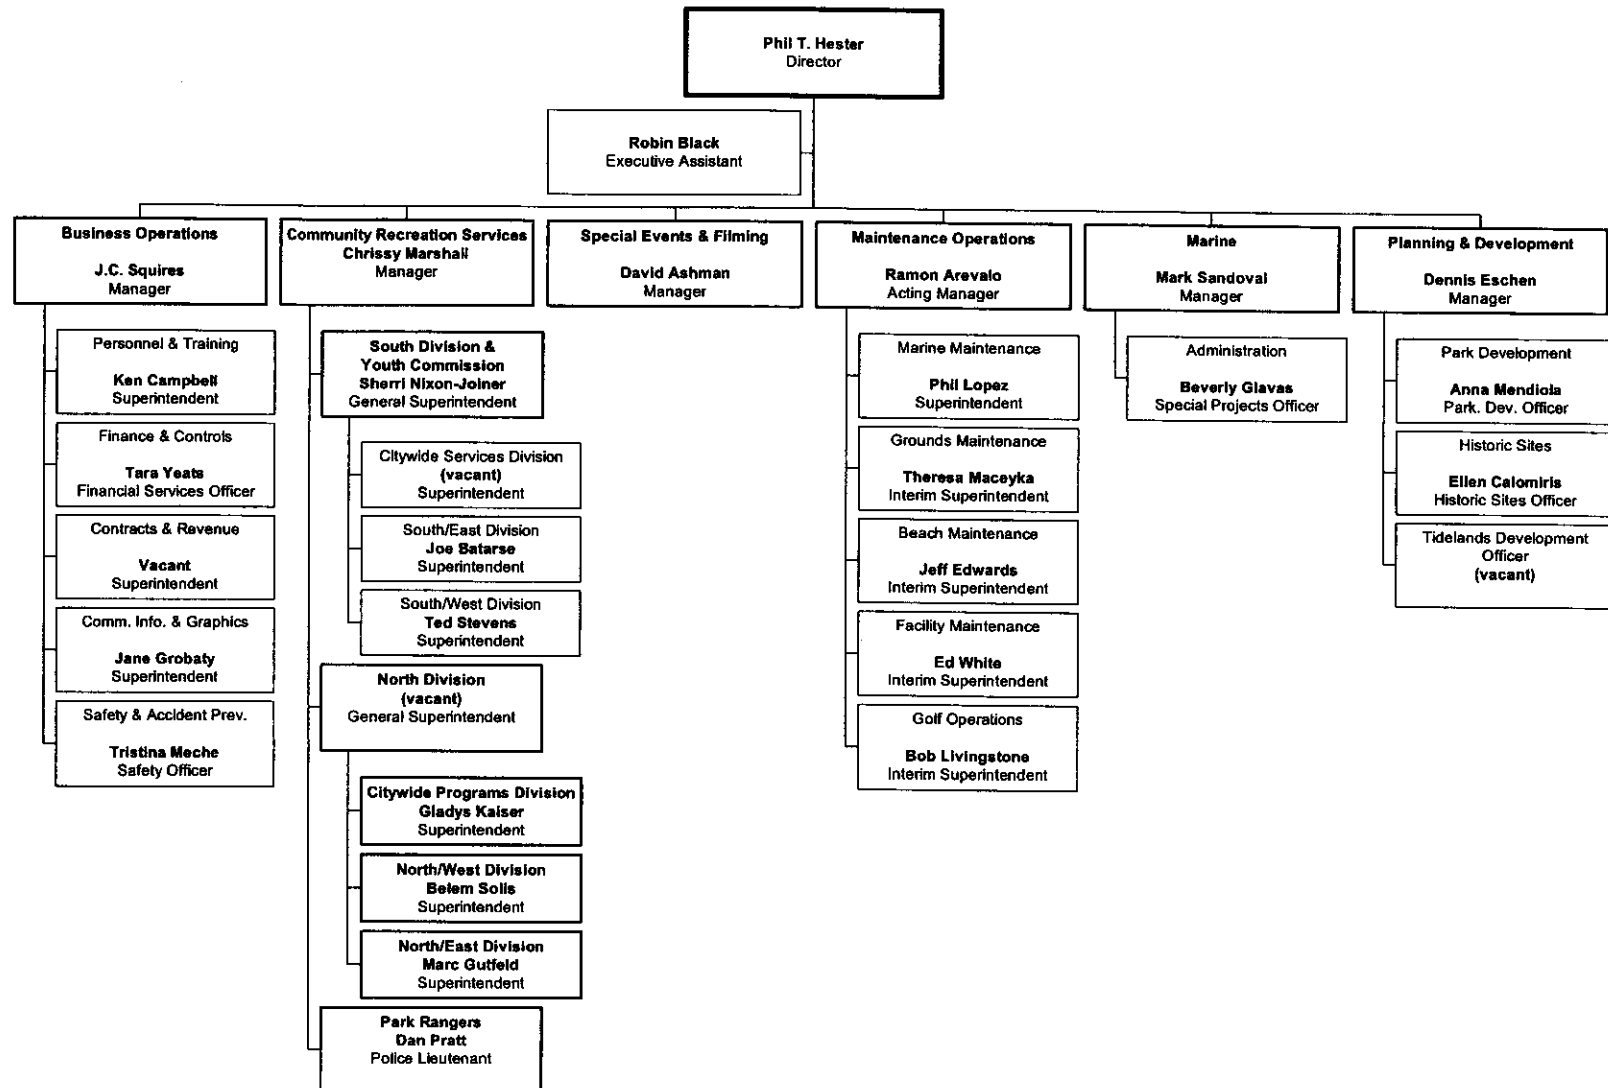 Phil T. Hester
Director
Robin Black
Executive Assistant
Business Operations
J.C. Squires
Manager
Personnel & Training
Ken Campbell
Superintendent
Finance & Controls
Tara Yeats
Financial Services Officer
Contracts & Revenue
Vacant
Superintendent
Comm. Info. & Graphics
Jane Grobaty
Superintendent
Safety & Accident Prev.
Tristina Meche
Safety Officer
Community Recreation Services
Chrissy Marshall
Manager
South Division &
Youth Commission
Sherri Nixon-Joiner
General Superintendent
Citywide Services Division
(vacant)
Superintendent
South/East Division
Joe Batarse
Superintendent
South/West Division
Ted Stevens
Superintendent
North Division
(vacant)
General Superintendent
Citywide Programs Division
Gladys Kaiser
Superintendent
North/West Division
Belem Solis
Superintendent
North/East Division
Marc Gutfeld
Superintendent
Park Rangers
Dan Pratt
Police Lieutenant
Special Events & Filming
David Ashman
Manager
Maintenance Operations
Ramon Arevalo
Acting Manager
Marine Maintenance
Phil Lopez
Superintendent
Grounds Maintenance
Theresa Maceyka
Interim Superintendent
Beach Maintenance
Jeff Edwards
Interim Superintendent
Facility Maintenance
Ed White
Interim Superintendent
Golf Operations
Bob Livingstone
Interim Superintendent
Marine
Mark Sandoval
Manager
Administration
Beverly Glavas
Special Projects Officer
Planning & Development
Dennis Eschen
Manager
Park Development
Anna Mendiola
Park. Dev. Officer
Historic Sites
Ellen Calomiris
Historic Sites Officer
Tidelands Development
Officer
(vacant)